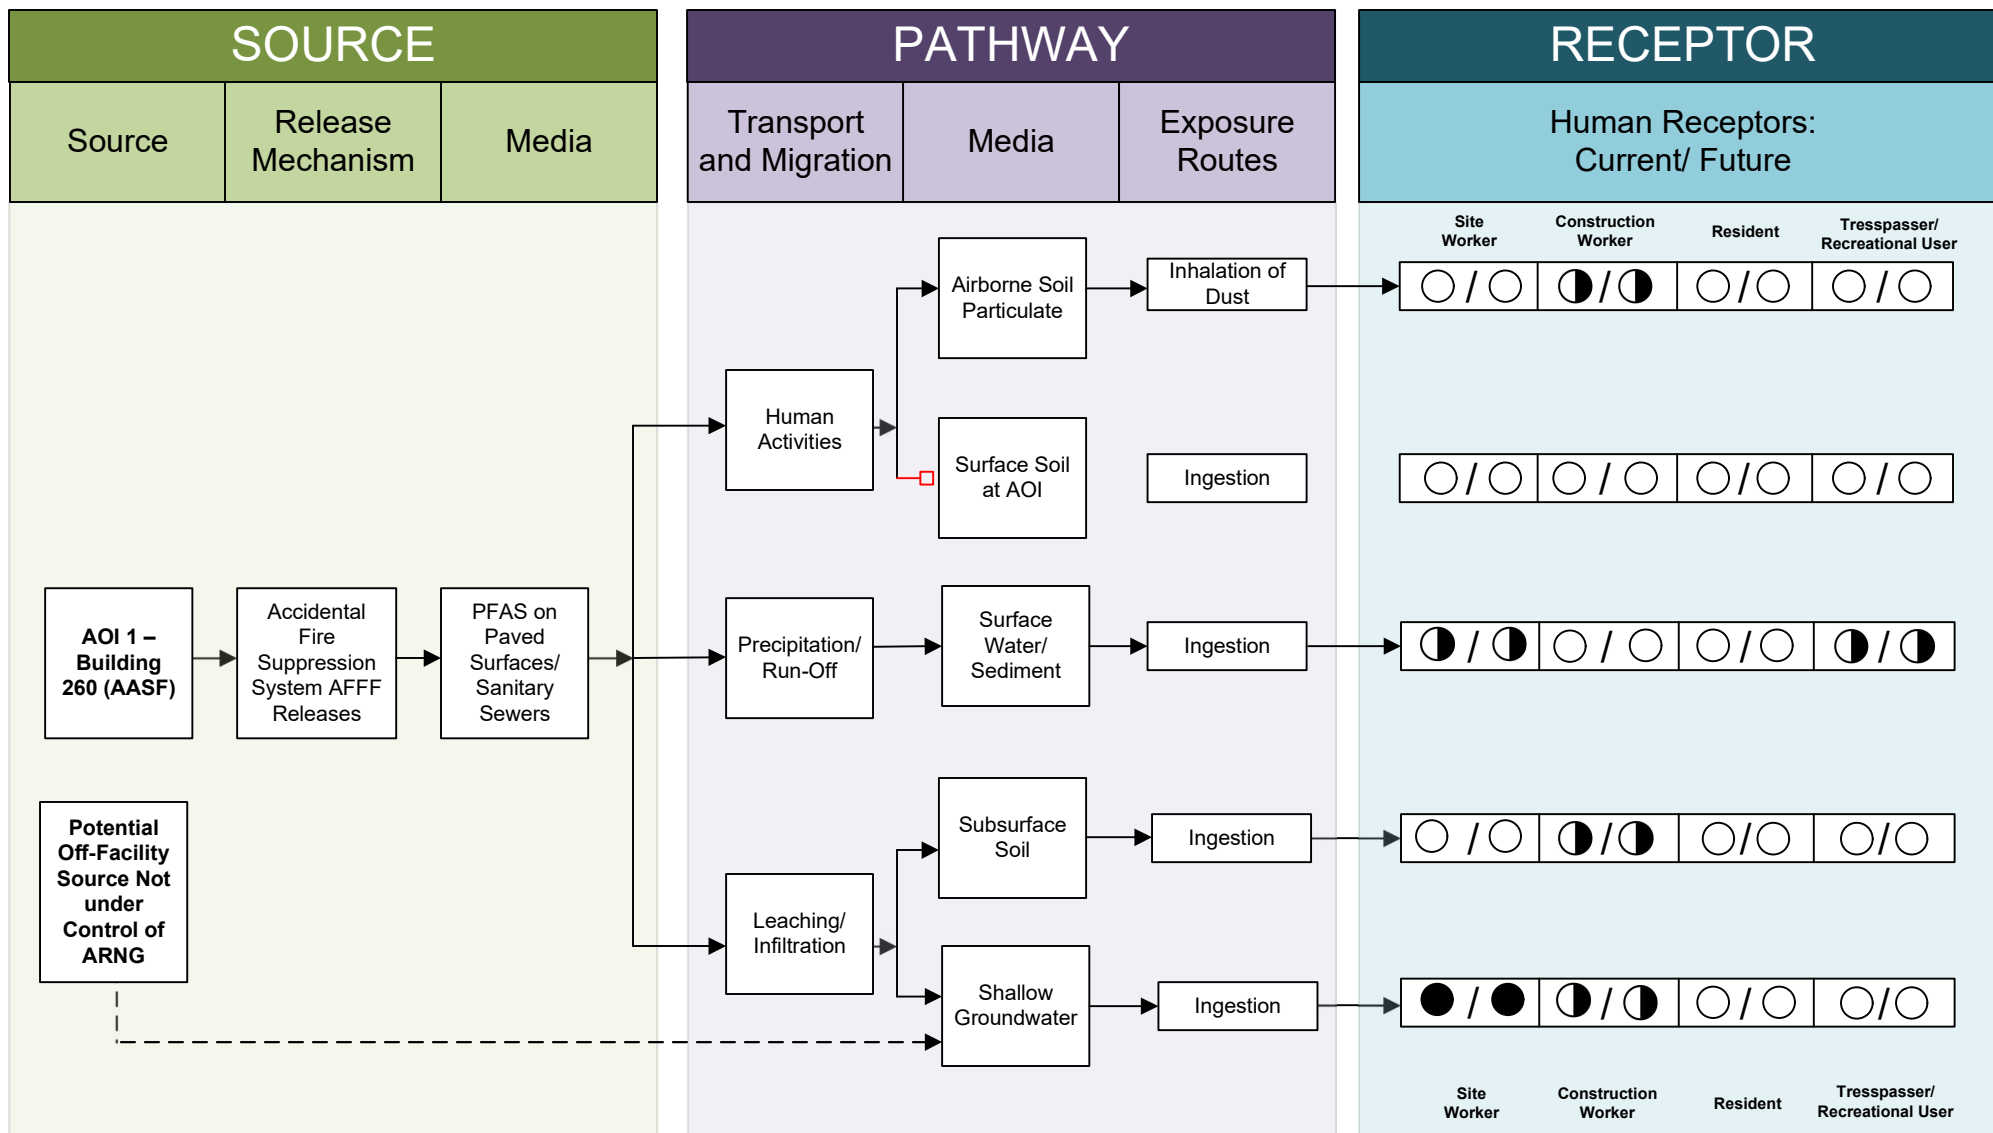 SOURCE
PATHWAY
RECEPTOR
Source
Release
Mechanism
Media
Transport
and Migration
Media
Exposure
Routes
Human Receptors:
Current/ Future
Site
Worker
Construction
Worker
Resident
Tresspasser/
Recreational User
Airborne Soil
Particulate
Inhalation of
Dust
/
/
/
/
Human
Activities
Surface Soil
at AOI
Ingestion
/
/
/
/
AOI 1 –
Building
260 (AASF)
Accidental
Fire
Suppression
System AFFF
Releases
PFAS on
Paved
Surfaces/
Sanitary
Sewers
Precipitation/
Run-Off
Surface
Water/
Sediment
Ingestion
/
/
/
/
Potential
Off-Facility
Source Not
under
Control of
ARNG
Leaching/
Infiltration
Subsurface
Soil
Ingestion
/
/
/
/
Shallow
Groundwater
Ingestion
/
/
/
/
Site
Worker
Construction
Worker
Resident
Tresspasser/
Recreational User